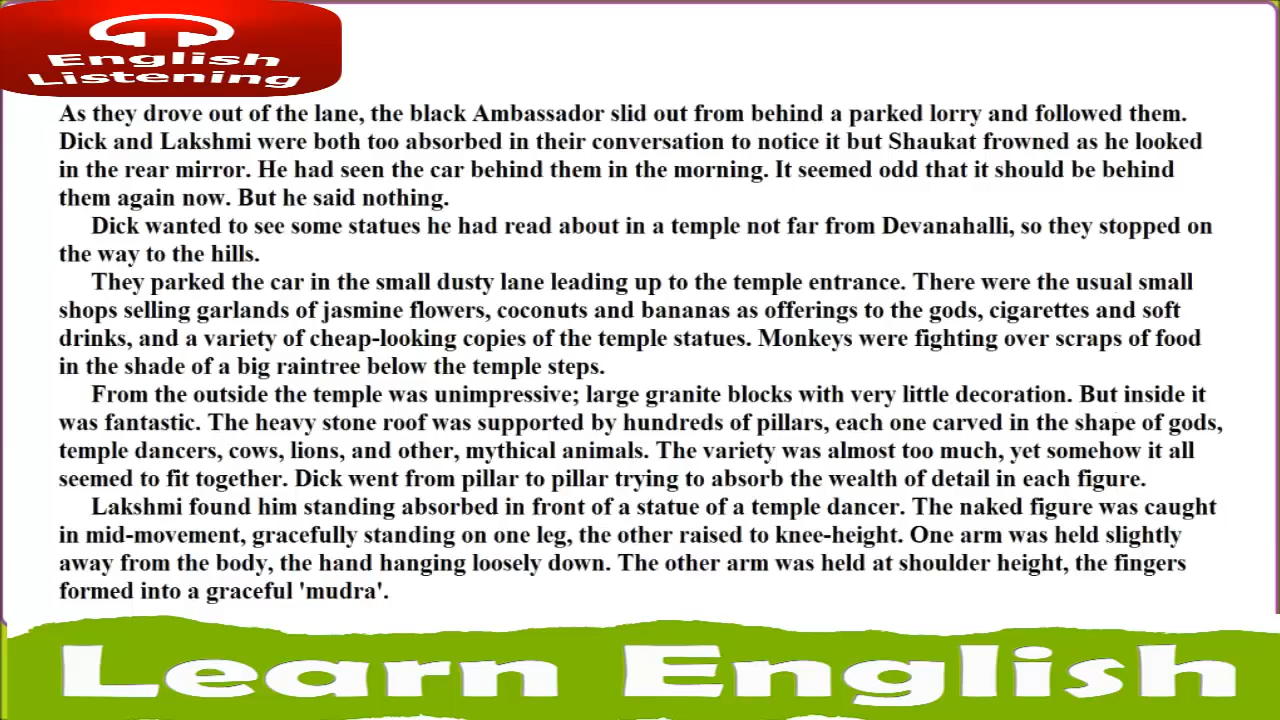 English
Listening
As they drove out of the lane, the black Ambassador slid out from behind a parked lorry and followed them.
Dick and Lakshmi were both too absorbed in their conversation to notice it but Shaukat frowned as he looked
in the rear mirror. He had seen the car behind them in the morning. It seemed odd that it should be behind
them again now. But he said nothing.
Dick wanted to see some statues he had read about in a temple not far from Devanahalli, so they stopped on
the way to the hills.
They parked the car in the small dusty lane leading up to the temple entrance. There were the usual small
shops selling garlands of jasmine flowers, coconuts and bananas as offerings to the gods, cigarettes and soft
drinks, and a variety of cheap-looking copies of the temple statues. Monkeys were fighting over scraps of food
in the shade of a big raintree below the temple steps.
From the outside the temple was unimpressive; large granite blocks with very little decoration. But inside it
was fantastic. The heavy stone roof was supported by hundreds of pillars, each one carved in the shape of gods,
temple dancers, cows, lions, and other, mythical animals. The variety was almost too much, yet somehow it all
seemed to fit together. Dick went from pillar to pillar trying to absorb the wealth of detail in each figure.
Lakshmi found him standing absorbed in front of a statue of a temple dancer. The naked figure was caught
in mid-movement, gracefully standing on one leg, the other raised to knee-height. One arm was held slightly
away from the body, the hand hanging loosely down. The other arm was held at shoulder height, the fingers
formed into a graceful 'mudra'.
Learn English